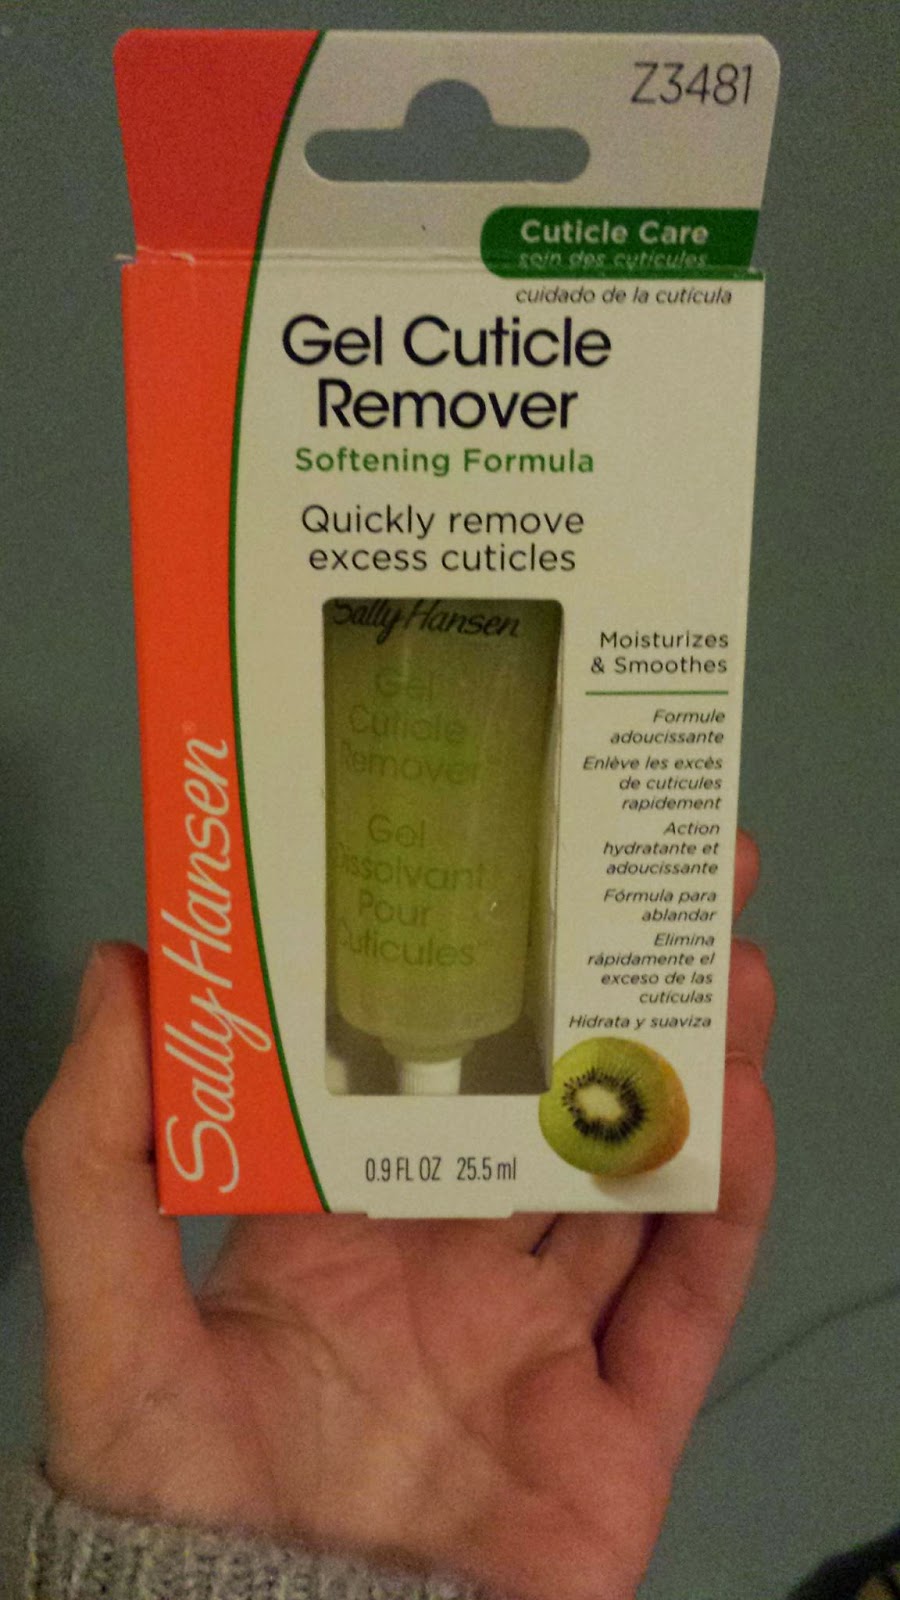 Z3481
Cuticle Care
soin des cuticules
cuidado de la cutícula
Gel Cuticle
Remover
Softening Formula
Quickly remove
excess cuticles
Sally Hansen
Gel
Cuticle
Remover
Gel
Dissolvant
Pour
Cuticules
Moisturizes
& Smoothes
Formule
adoucissante
Enlève les excès
de cuticules
rapidement
Action
hydratante et
adoucissante
Fórmula para
ablandar
Elimina
rápidamente el
exceso de las
cutículas
Hidrata y suaviza
Sally Hansen®
0.9 FL OZ 25.5 ml